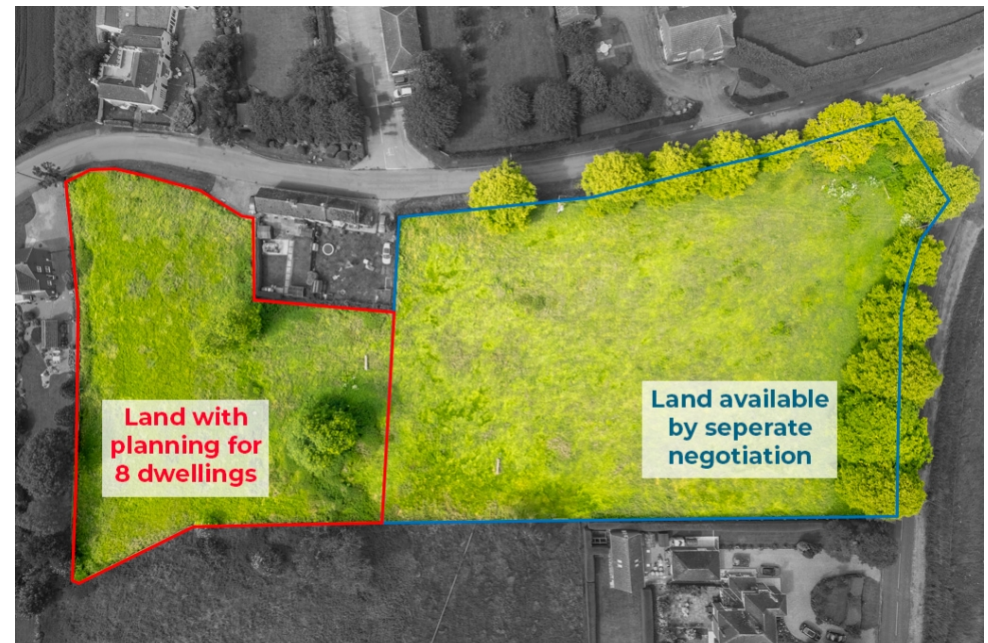 Land with
planning for
8 dwellings
Land available
by seperate
negotiation